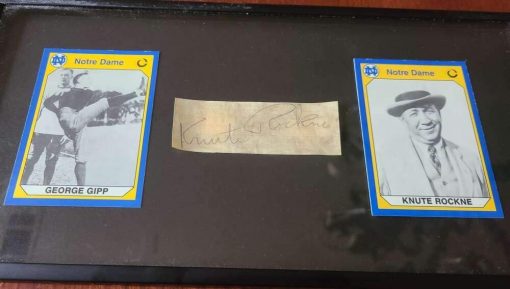 Notre Dame
GEORGE GIPP
Knute Rockne
Notre Dame
KNUTE ROCKNE